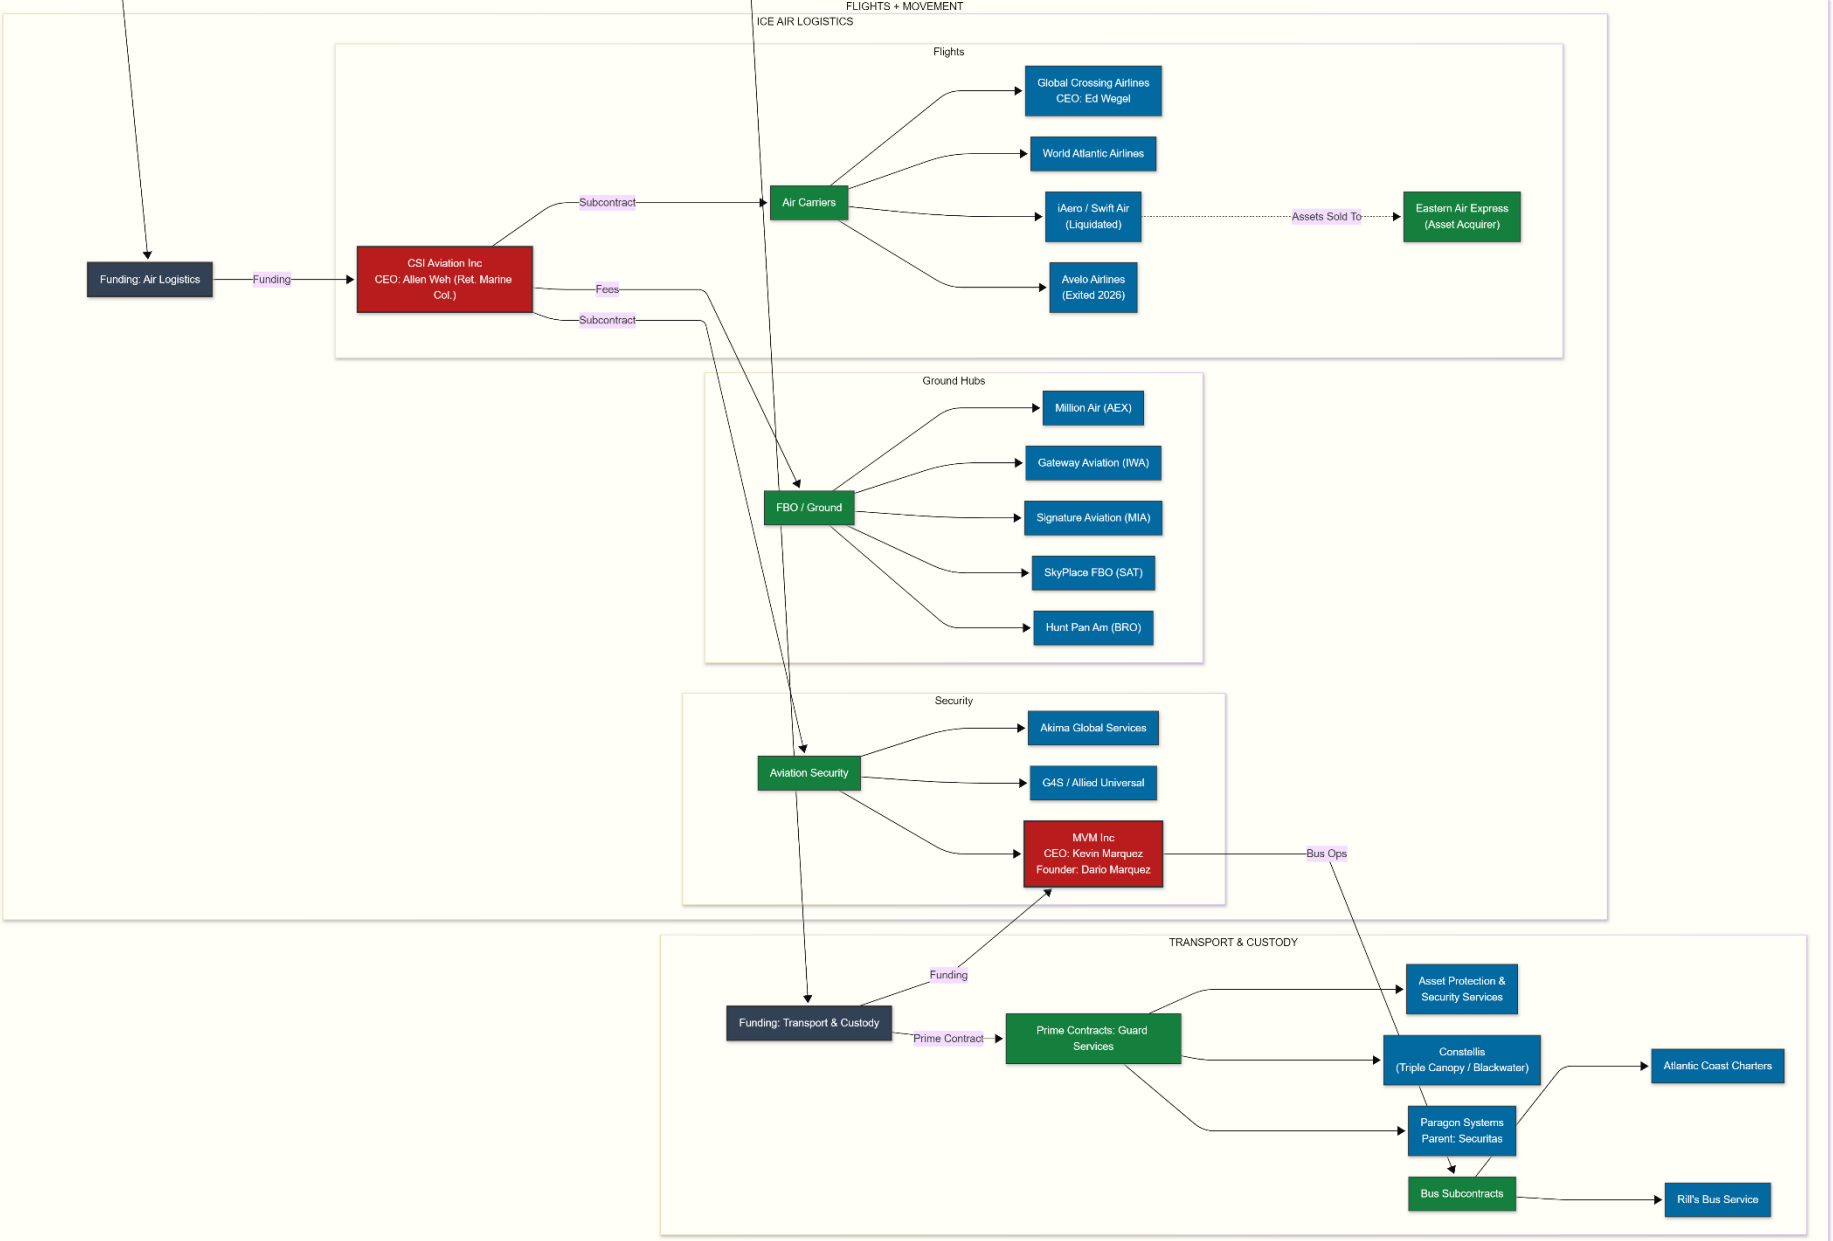 FLIGHTS + MOVEMENT
ICE AIR LOGISTICS
Flights
Global Crossing Airlines
CEO: Ed Wegel
World Atlantic Airlines
Subcontract
Air Carriers
iAero / Swift Air
(Liquidated)
Assets Sold To
Eastern Air Express
(Asset Acquirer)
Funding: Air Logistics
Funding
CSI Aviation Inc
CEO: Allen Weh (Ret. Marine
Col.)
Fees
Subcontract
Avelo Airlines
(Exited 2026)
Ground Hubs
Million Air (AEX)
Gateway Aviation (IWA)
FBO / Ground
Signature Aviation (MIA)
SkyPlace FBO (SAT)
Hunt Pan Am (BRO)
Security
Akima Global Services
Aviation Security
G4S / Allied Universal
MVM Inc
CEO: Kevin Marquez
Founder: Dario Marquez
Bus Ops
TRANSPORT & CUSTODY
Funding
Asset Protection &
Security Services
Funding: Transport & Custody
Prime Contract
Prime Contracts: Guard
Services
Constellis
(Triple Canopy / Blackwater)
Atlantic Coast Charters
Paragon Systems
Parent: Securitas
Bus Subcontracts
Rill's Bus Service